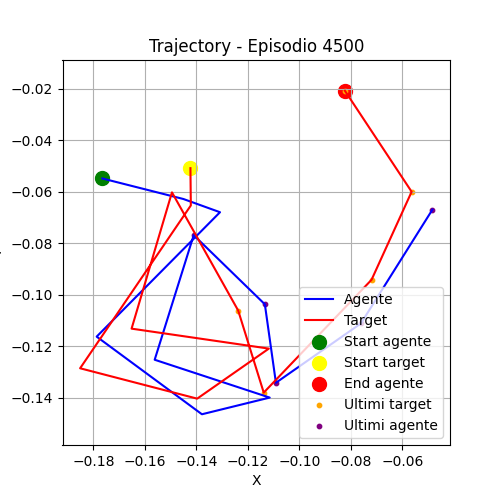 Trajectory - Episodio 4500
−0.02
−0.04
−0.06
−0.08
−0.10
−0.12
−0.14
Agente
Target
Start agente
Start target
End agente
Ultimi target
Ultimi agente
−0.18 −0.16 −0.14 −0.12 −0.10 −0.08 −0.06
X